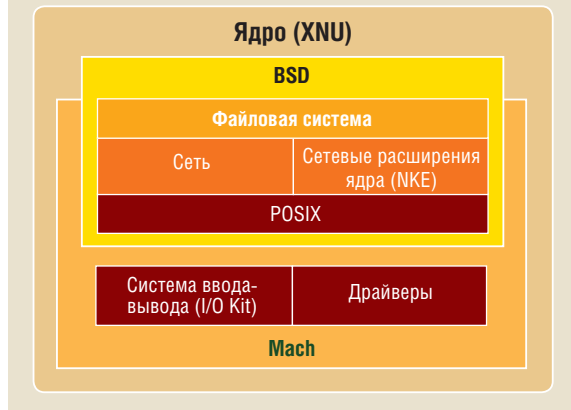 Ядро (XNU)
BSD
Файловая система
Сеть
Сетевые расширения
ядра (NKE)
POSIX
Система ввода-
вывода (I/O Kit)
Драйверы
Mach